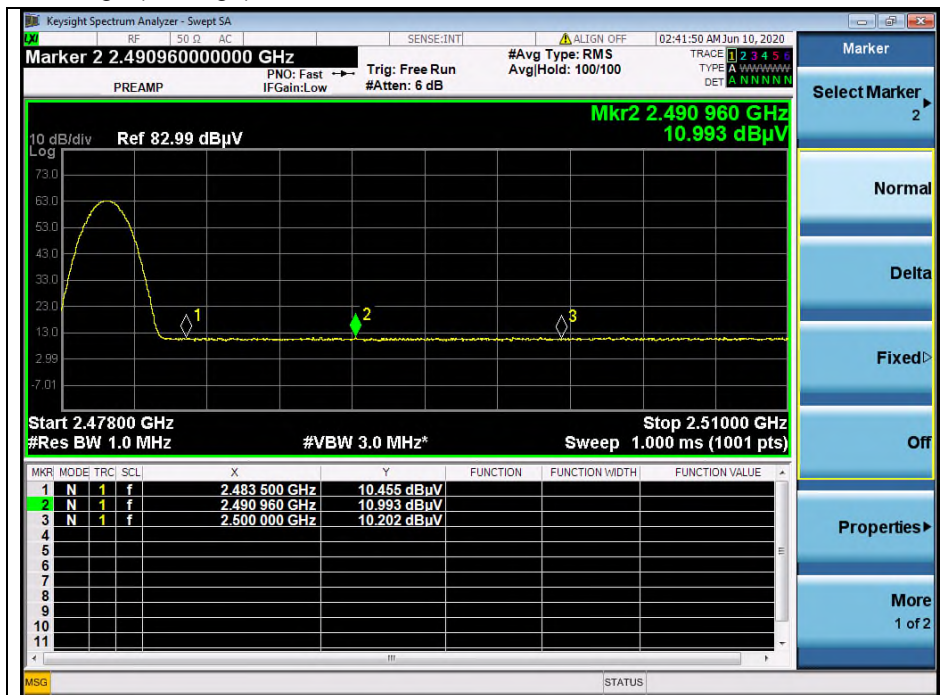 Keysight Spectrum Analyzer - Swept SA
LXI RF 50 Ω AC SENSE:INT ALIGN OFF 02:41:50 AM Jun 10, 2020
Marker 2 2.490960000000 GHz
#Avg Type: RMS
TRACE 1 2 3 4 5 6
PNO: Fast Trig: Free Run Avg|Hold: 100/100
TYPE A WWWWW
PREAMP IFGain:Low #Atten: 6 dB
DET A N N N N N
Mkr2 2.490 960 GHz
10.993 dBµV
10 dB/div Ref 82.99 dBµV
Log
73.0
63.0
53.0
43.0
33.0
23.0
13.0
2.99
-7.01
1
2
3
Start 2.47800 GHz Stop 2.51000 GHz
#Res BW 1.0 MHz #VBW 3.0 MHz* Sweep 1.000 ms (1001 pts)
MKR MODE TRC SCL X Y FUNCTION FUNCTION WIDTH FUNCTION VALUE
1 N 1 f 2.483 500 GHz 10.455 dBµV
2 N 1 f 2.490 960 GHz 10.993 dBµV
3 N 1 f 2.500 000 GHz 10.202 dBµV
4
5
6
7
8
9
10
11
MSG STATUS
Marker
Select Marker
2
Normal
Delta
Fixed
Off
Properties
More
1 of 2